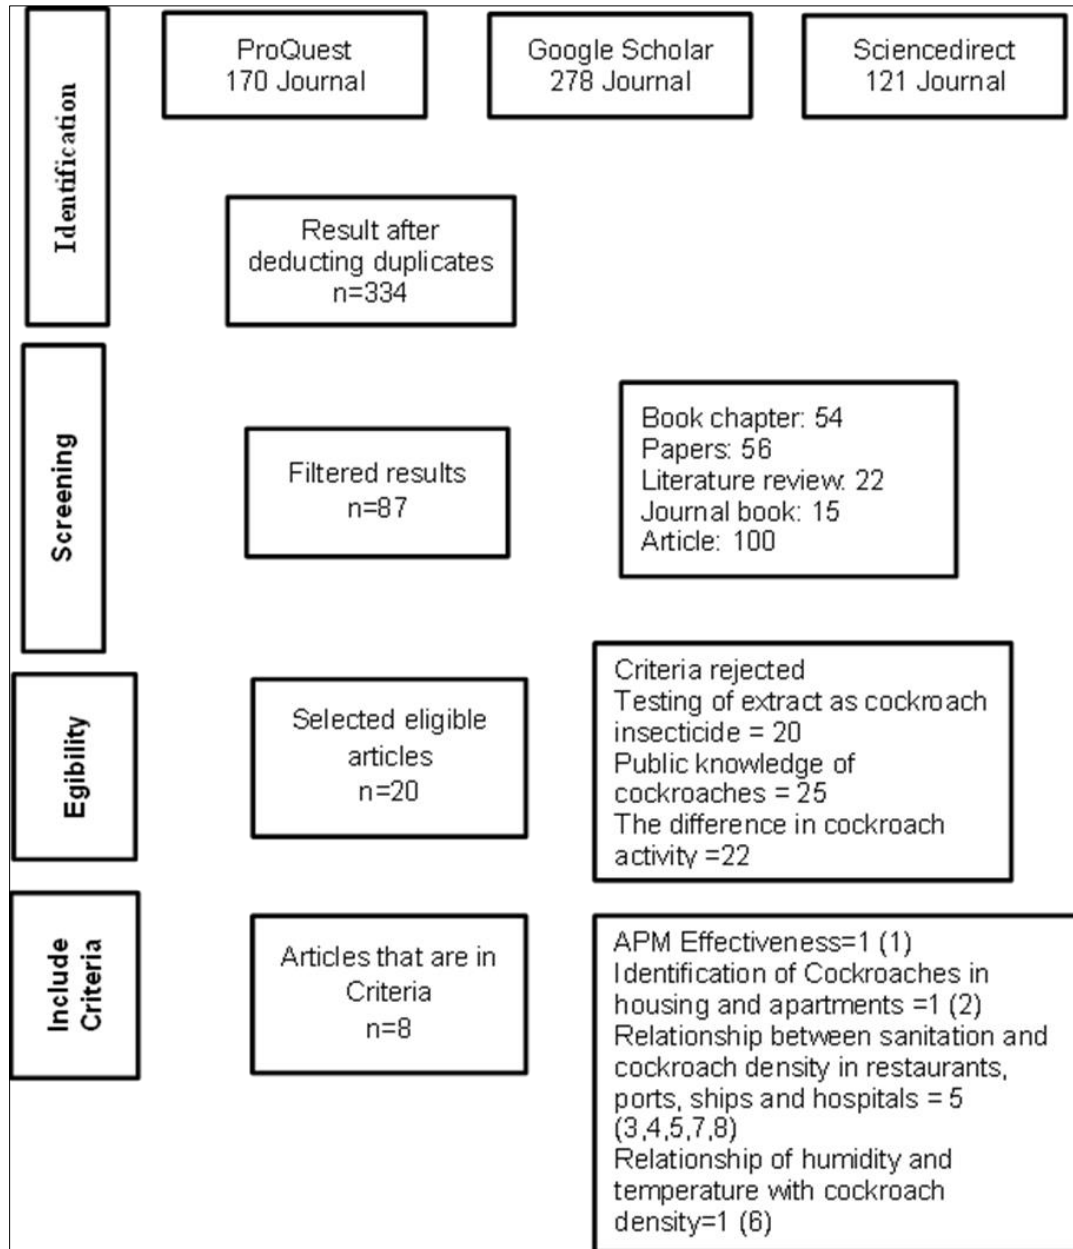 Identification
ProQuest
170 Journal
Google Scholar
278 Journal
Sciencedirect
121 Journal
Result after
deducting duplicates
n=334
Screening
Filtered results
n=87
Book chapter: 54
Papers: 56
Literature review: 22
Journal book: 15
Article: 100
Egibility
Selected eligible
articles
n=20
Criteria rejected
Testing of extract as cockroach
insecticide = 20
Public knowledge of
cockroaches = 25
The difference in cockroach
activity =22
Include
Criteria
Articles that are in
Criteria
n=8
APM Effectiveness=1 (1)
Identification of Cockroaches in
housing and apartments =1 (2)
Relationship between sanitation and
cockroach density in restaurants,
ports, ships and hospitals = 5
(3,4,5,7,8)
Relationship of humidity and
temperature with cockroach
density=1 (6)